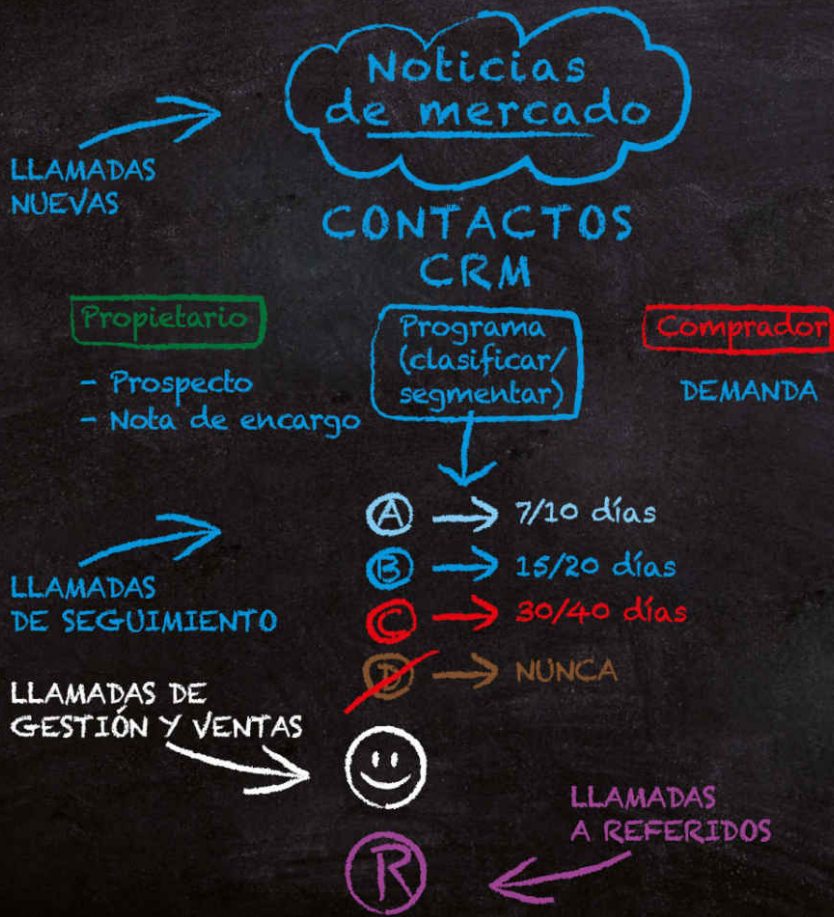 Noticias
de mercado
LLAMADAS
NUEVAS
CONTACTOS
CRM
Propietario
- Prospecto
- Nota de encargo
Programa
(clasificar/
segmentar)
Comprador
DEMANDA
A → 7/10 días
B → 15/20 días
C → 30/40 días
D → NUNCA
LLAMADAS
DE SEGUIMIENTO
LLAMADAS DE
GESTIÓN Y VENTAS
LLAMADAS
A REFERIDOS
R